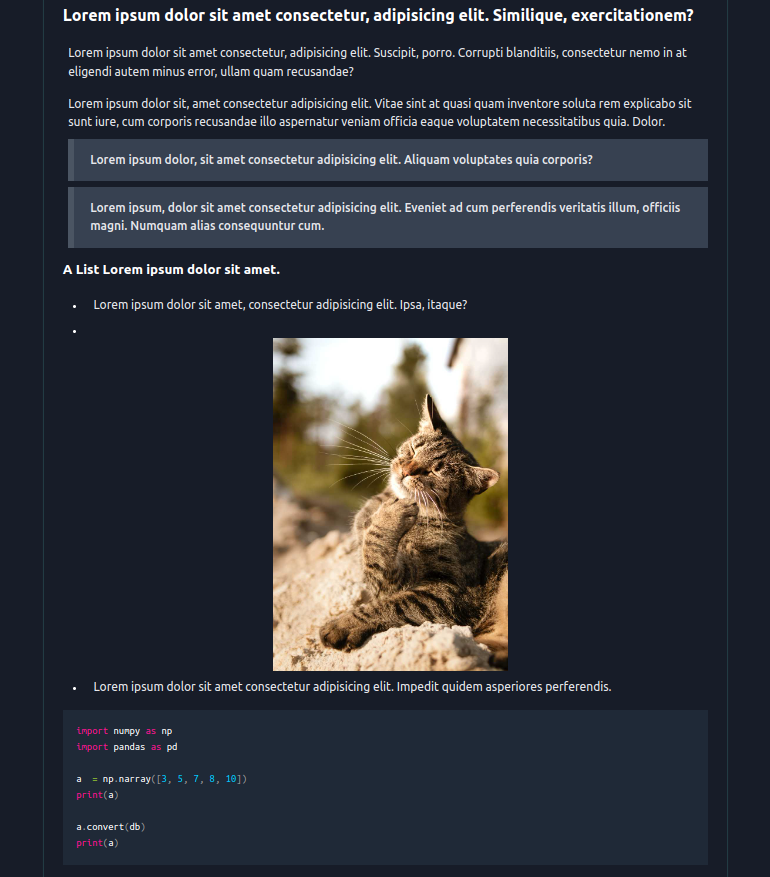 Lorem ipsum dolor sit amet consectetur, adipisicing elit. Similique, exercitationem?
Lorem ipsum dolor sit amet consectetur, adipisicing elit. Suscipit, porro. Corrupti blanditiis, consectetur nemo in at
eligendi autem minus error, ullam quam recusandae?
Lorem ipsum dolor sit, amet consectetur adipisicing elit. Vitae sint at quasi quam inventore soluta rem explicabo sit
sunt iure, cum corporis recusandae illo aspernatur veniam officia eaque voluptatem necessitatibus quia. Dolor.
Lorem ipsum dolor, sit amet consectetur adipisicing elit. Aliquam voluptates quia corporis?
Lorem ipsum, dolor sit amet consectetur adipisicing elit. Eveniet ad cum perferendis veritatis illum, officiis
magni. Numquam alias consequuntur cum.
A List Lorem ipsum dolor sit amet.
• Lorem ipsum dolor sit amet, consectetur adipisicing elit. Ipsa, itaque?
•
• Lorem ipsum dolor sit amet consectetur adipisicing elit. Impedit quidem asperiores perferendis.
import numpy as np
import pandas as pd
a  = np.narray([3, 5, 7, 8, 10])
print(a)
a.convert(db)
print(a)